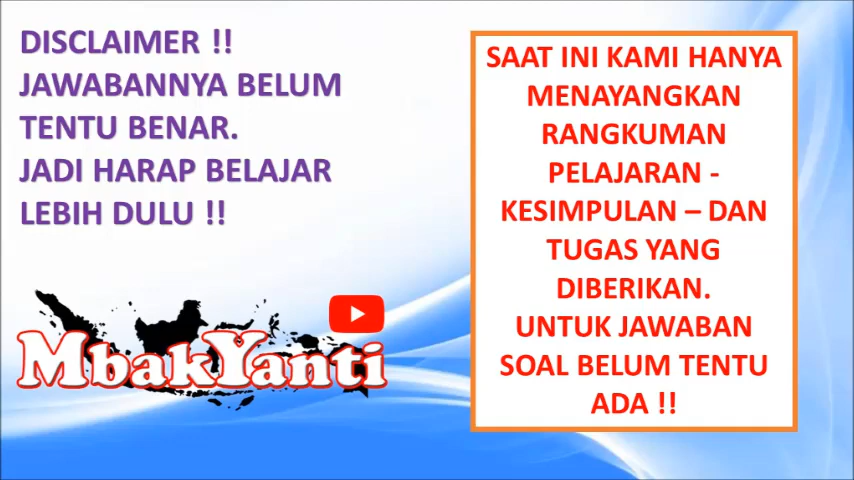 DISCLAIMER !!
JAWABANNYA BELUM
TENTU BENAR.
JADI HARAP BELAJAR
LEBIH DULU !!
MbakYanti
SAAT INI KAMI HANYA
MENAYANGKAN
RANGKUMAN
PELAJARAN -
KESIMPULAN – DAN
TUGAS YANG
DIBERIKAN.
UNTUK JAWABAN
SOAL BELUM TENTU
ADA !!